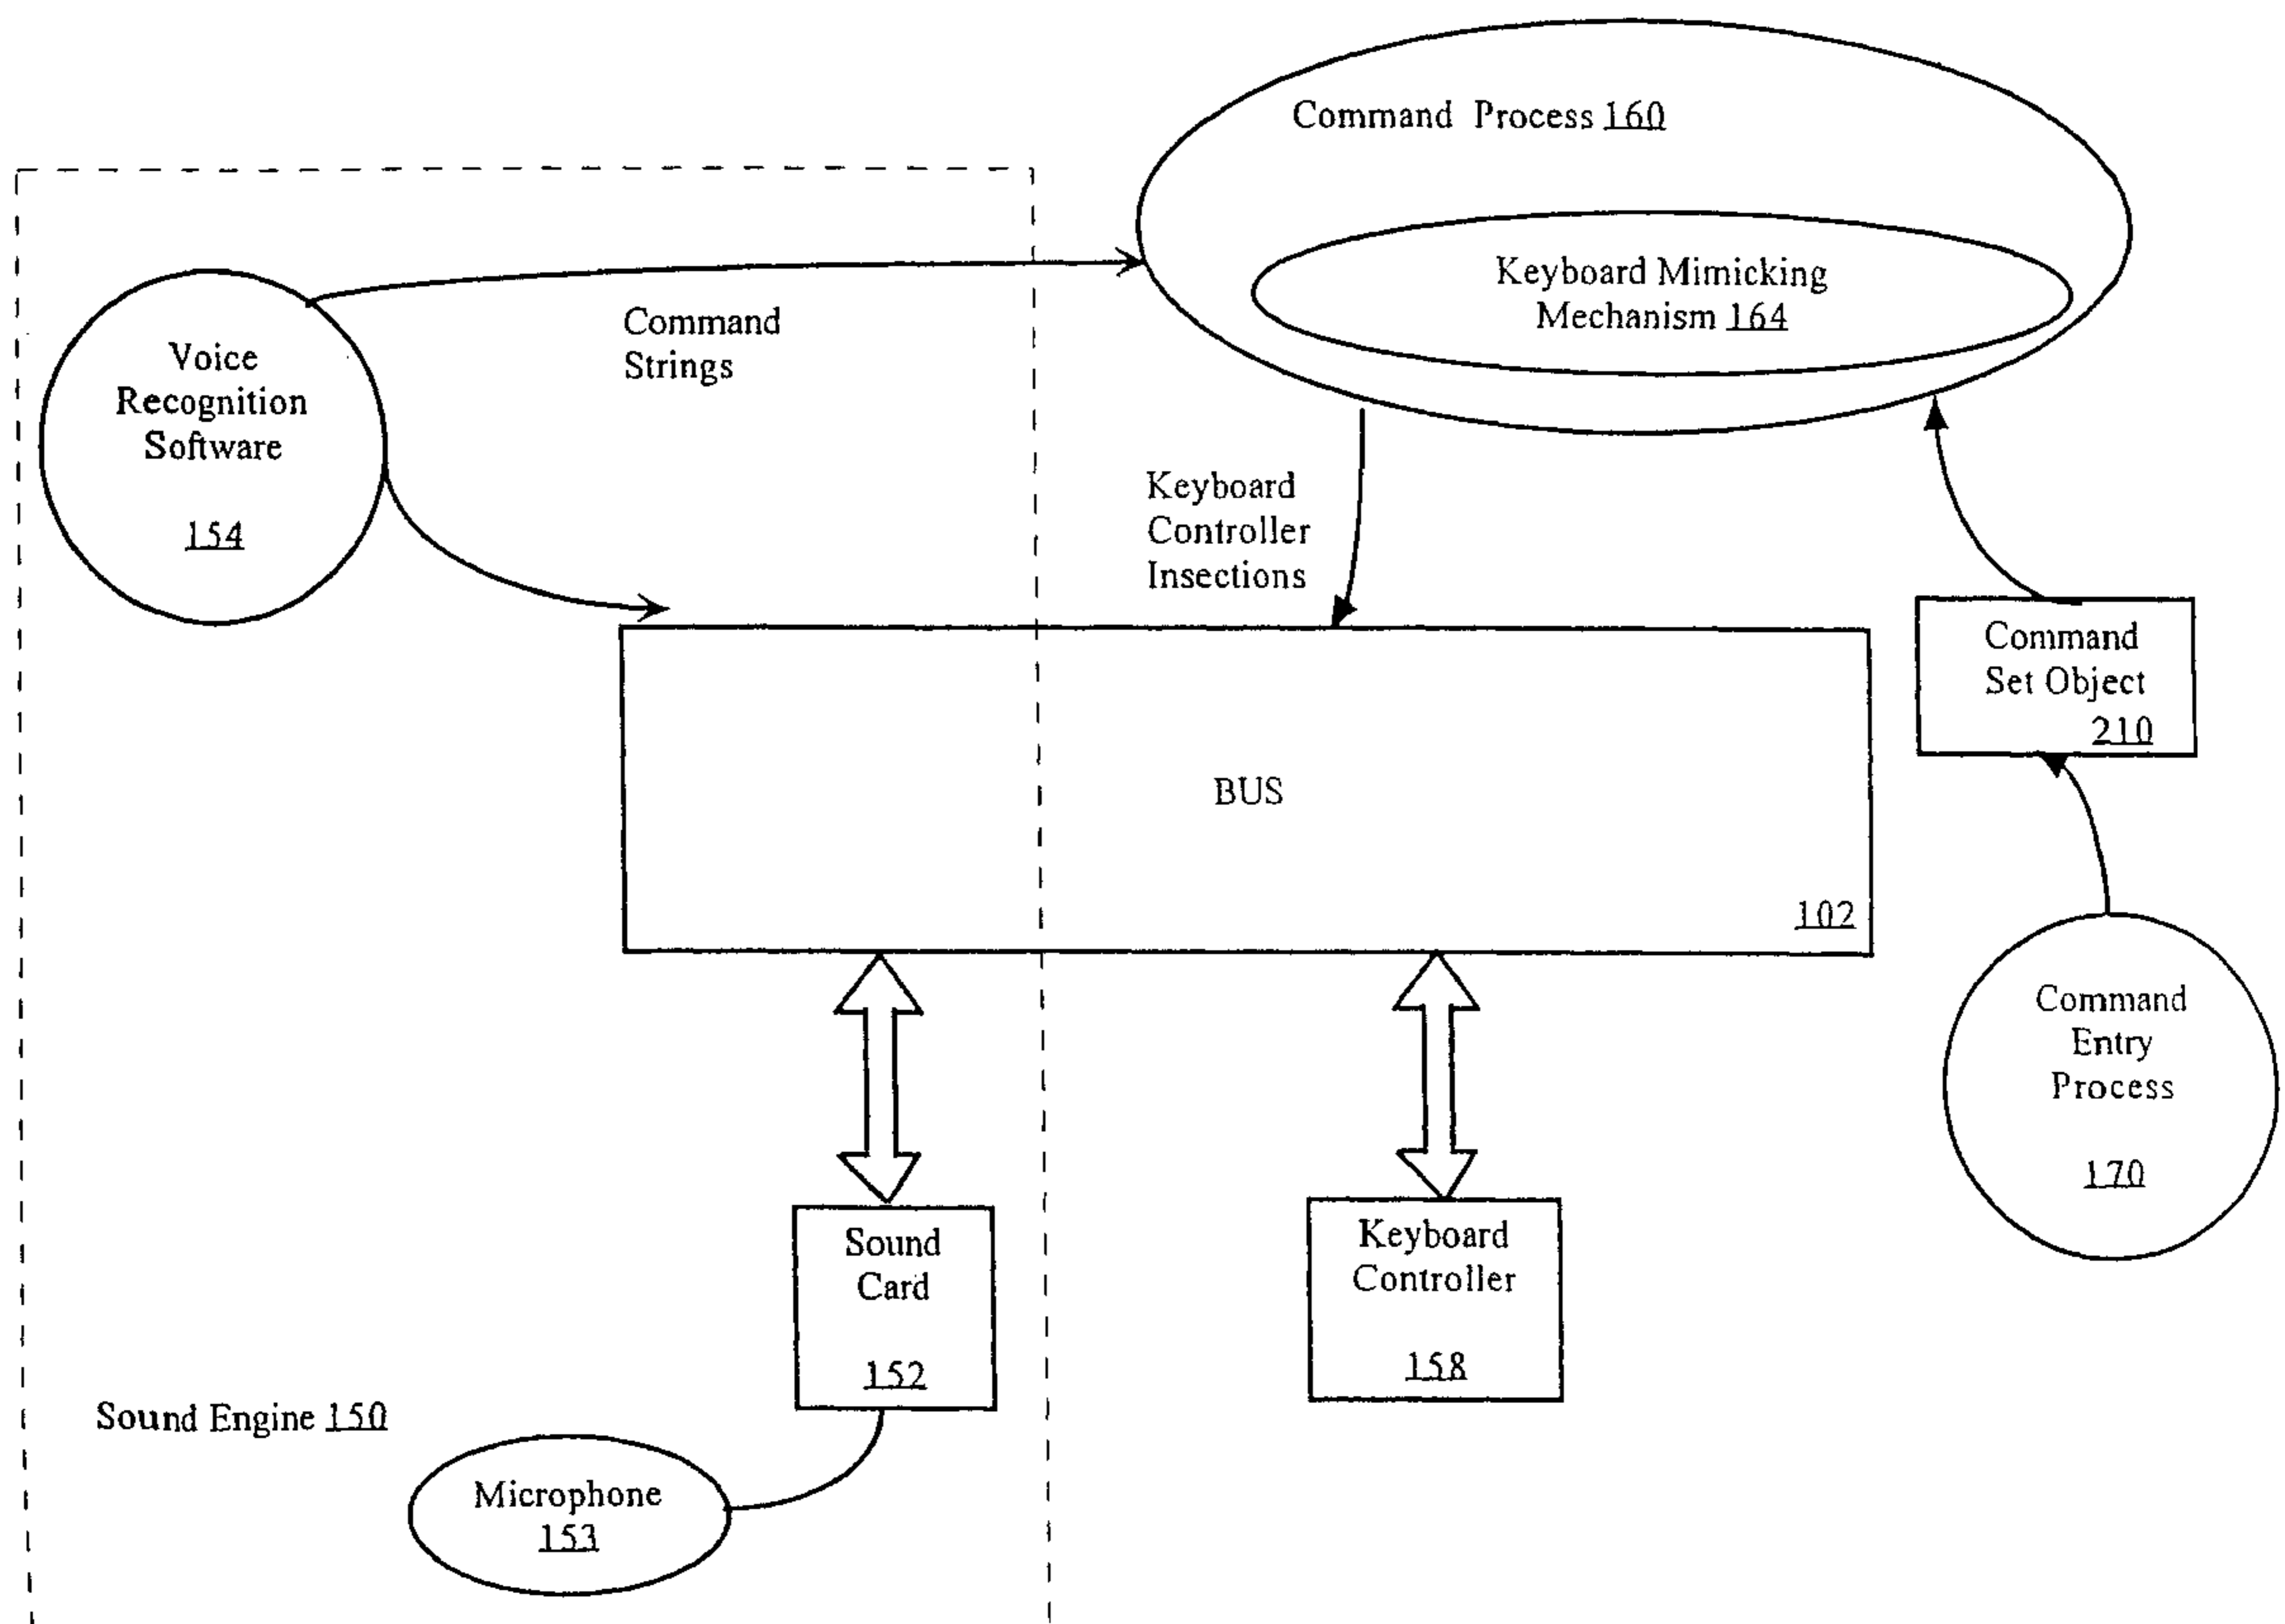 Command Process 160
Keyboard Mimicking
Mechanism 164
Command
Strings
Voice
Recognition
Software
154
Keyboard
Controller
Insections
Command
Set Object
210
BUS
102
Command
Entry
Process
170
Sound
Card
152
Keyboard
Controller
158
Sound Engine 150
Microphone
153